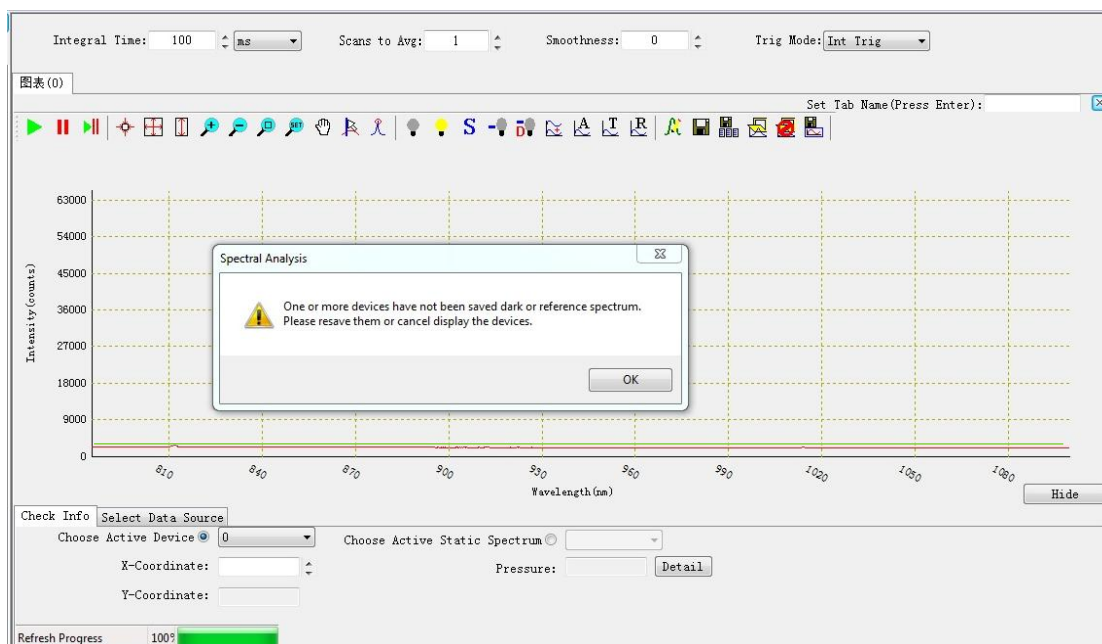 Integral Time: 100 ms Scans to Avg: 1 Smoothness: 0 Trig Mode: Int Trig
图表(0)
Set Tab Name(Press Enter):
S D A T R
SET
63000
54000
45000
36000
27000
18000
9000
0
Intensity(counts)
Spectral Analysis
One or more devices have not been saved dark or reference spectrum.
Please resave them or cancel display the devices.
OK
810 840 870 900 930 960 990 1020 1050 1080
Wavelength(nm)
Hide
Check Info Select Data Source
Choose Active Device 0 Choose Active Static Spectrum
X-Coordinate: Pressure: Detail
Y-Coordinate:
Refresh Progress 100%